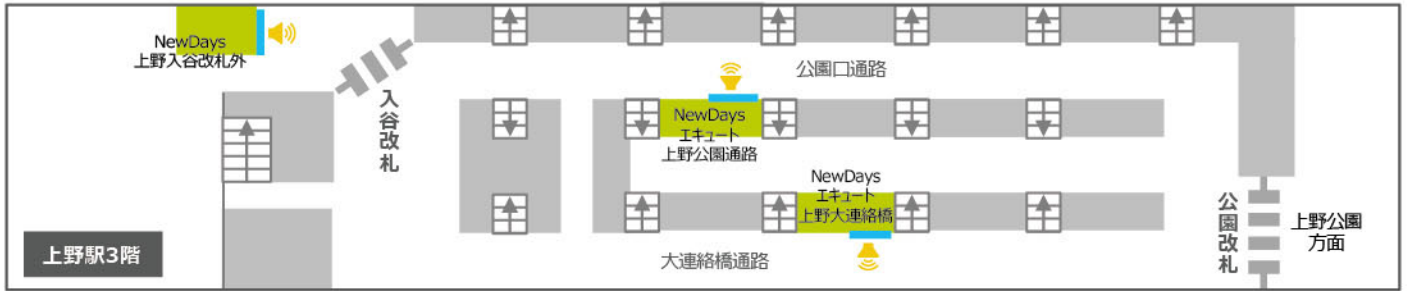 NewDays
上野入谷改札外
公園口通路
入谷改札
NewDays
エキュート
上野公園通路
NewDays
エキュート
上野大連絡橋
公園改札
上野公園
方面
大連絡橋通路
上野駅3階